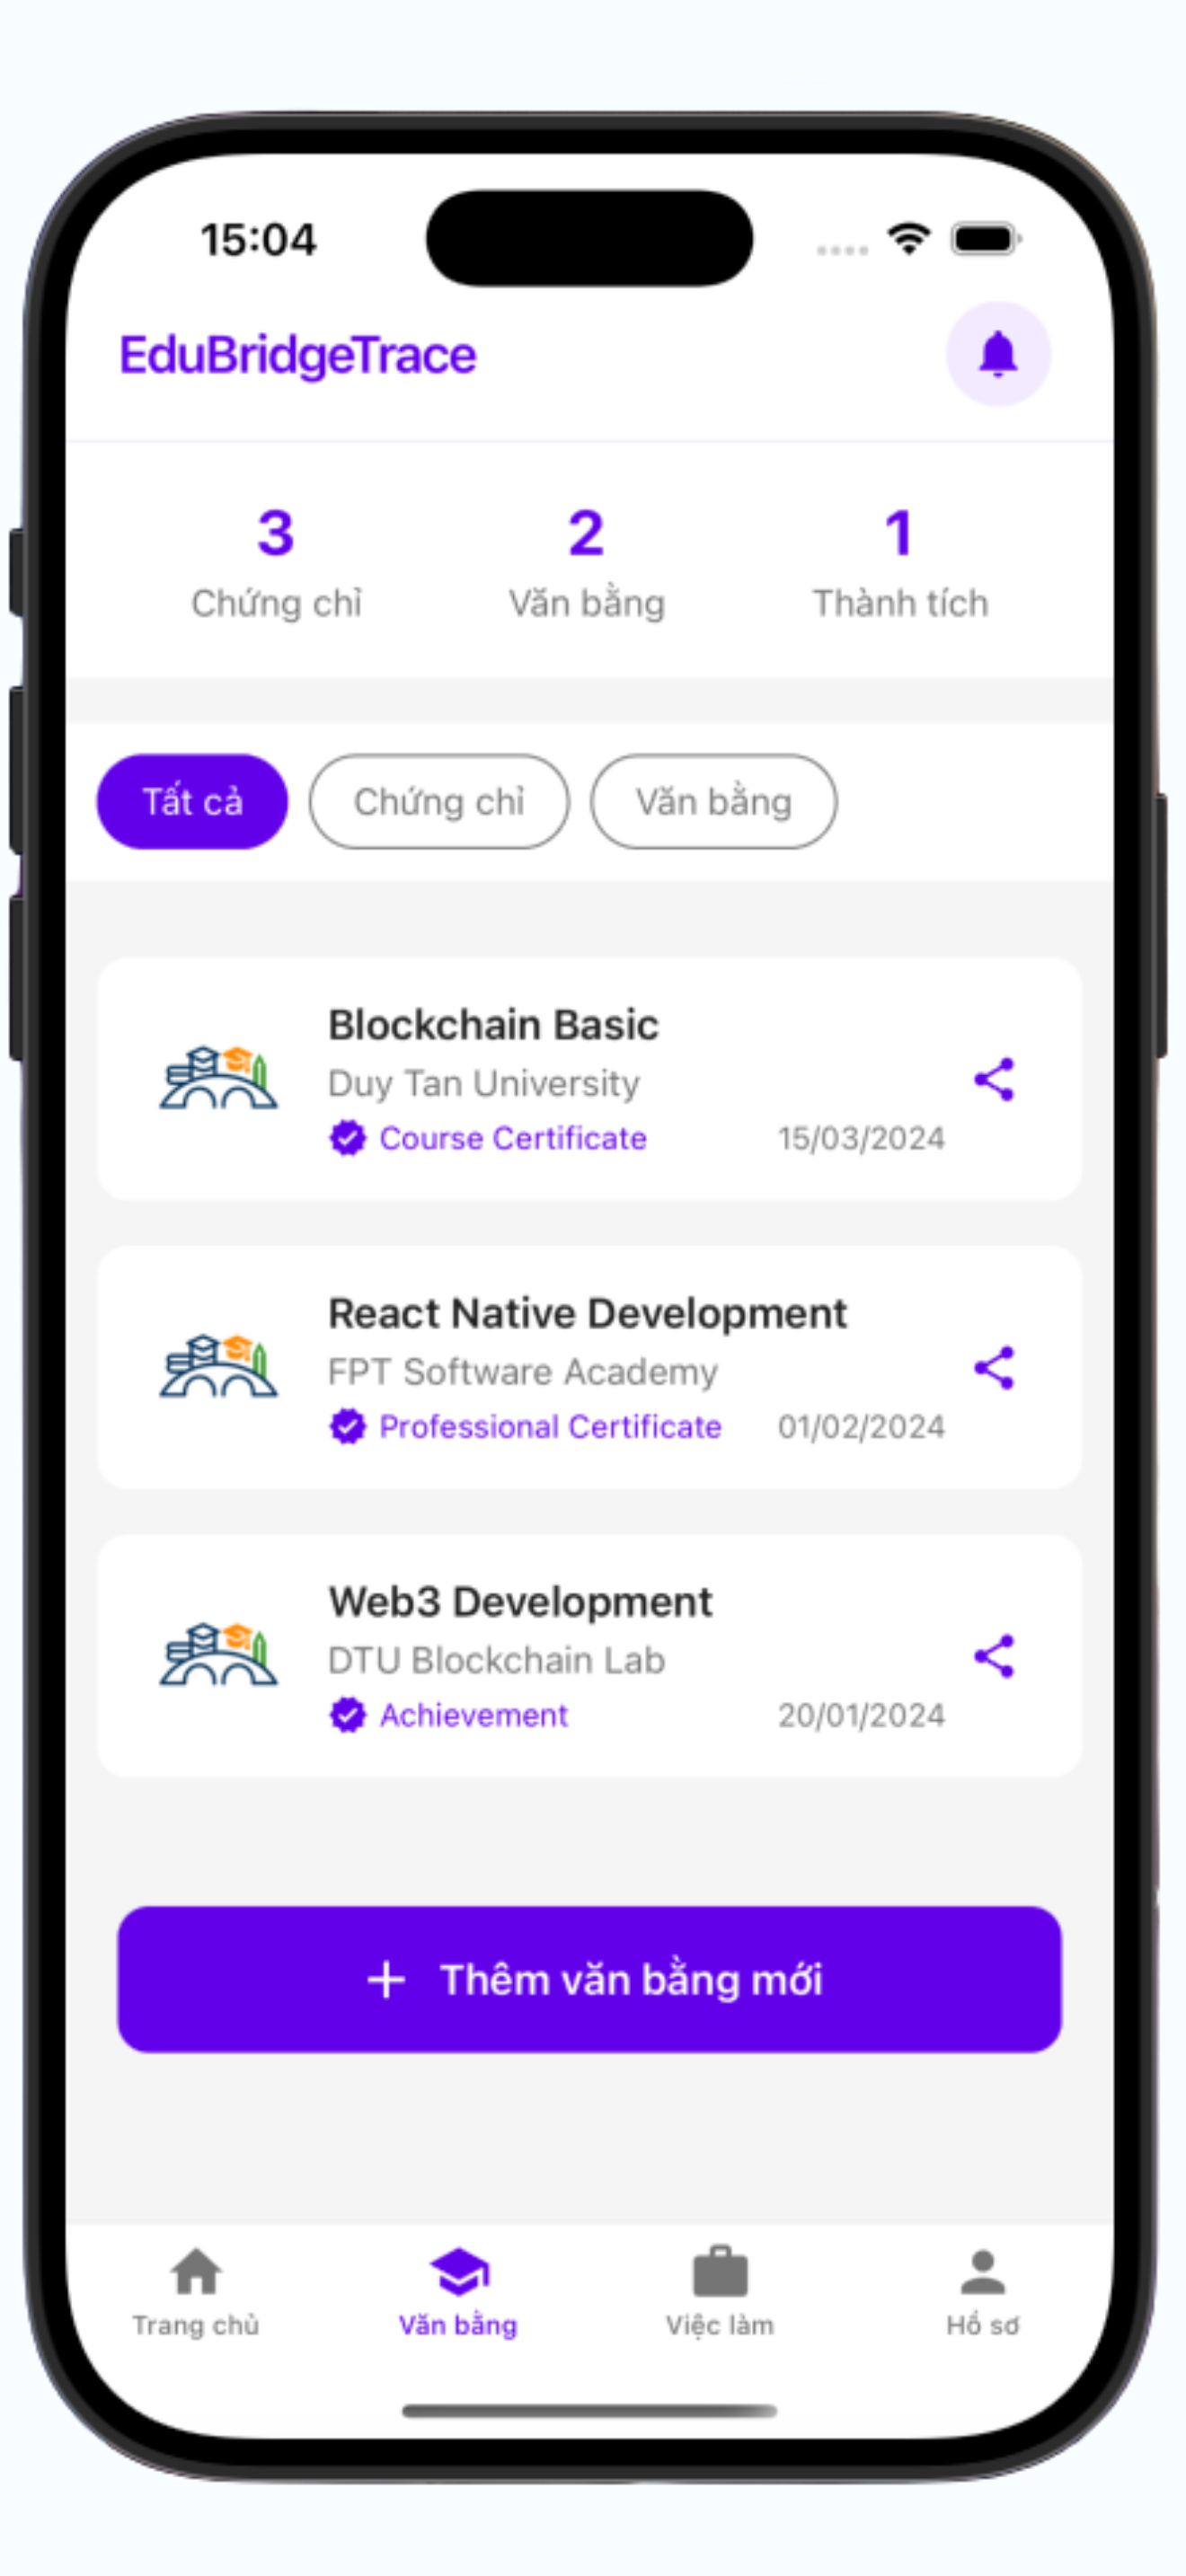 15:04
EduBridgeTrace
3 2 1
Chứng chỉ Văn bằng Thành tích
Tất cả Chứng chỉ Văn bằng
Blockchain Basic
Duy Tan University
Course Certificate 15/03/2024
React Native Development
FPT Software Academy
Professional Certificate 01/02/2024
Web3 Development
DTU Blockchain Lab
Achievement 20/01/2024
+ Thêm văn bằng mới
Trang chủ Văn bằng Việc làm Hồ sơ